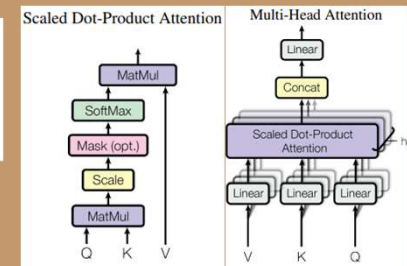 Scaled Dot-Product Attention
MatMul
SoftMax
Mask (opt.)
Scale
MatMul
Q K V
Multi-Head Attention
Linear
Concat
Scaled Dot-Product
Attention
h
Linear Linear Linear
V K Q